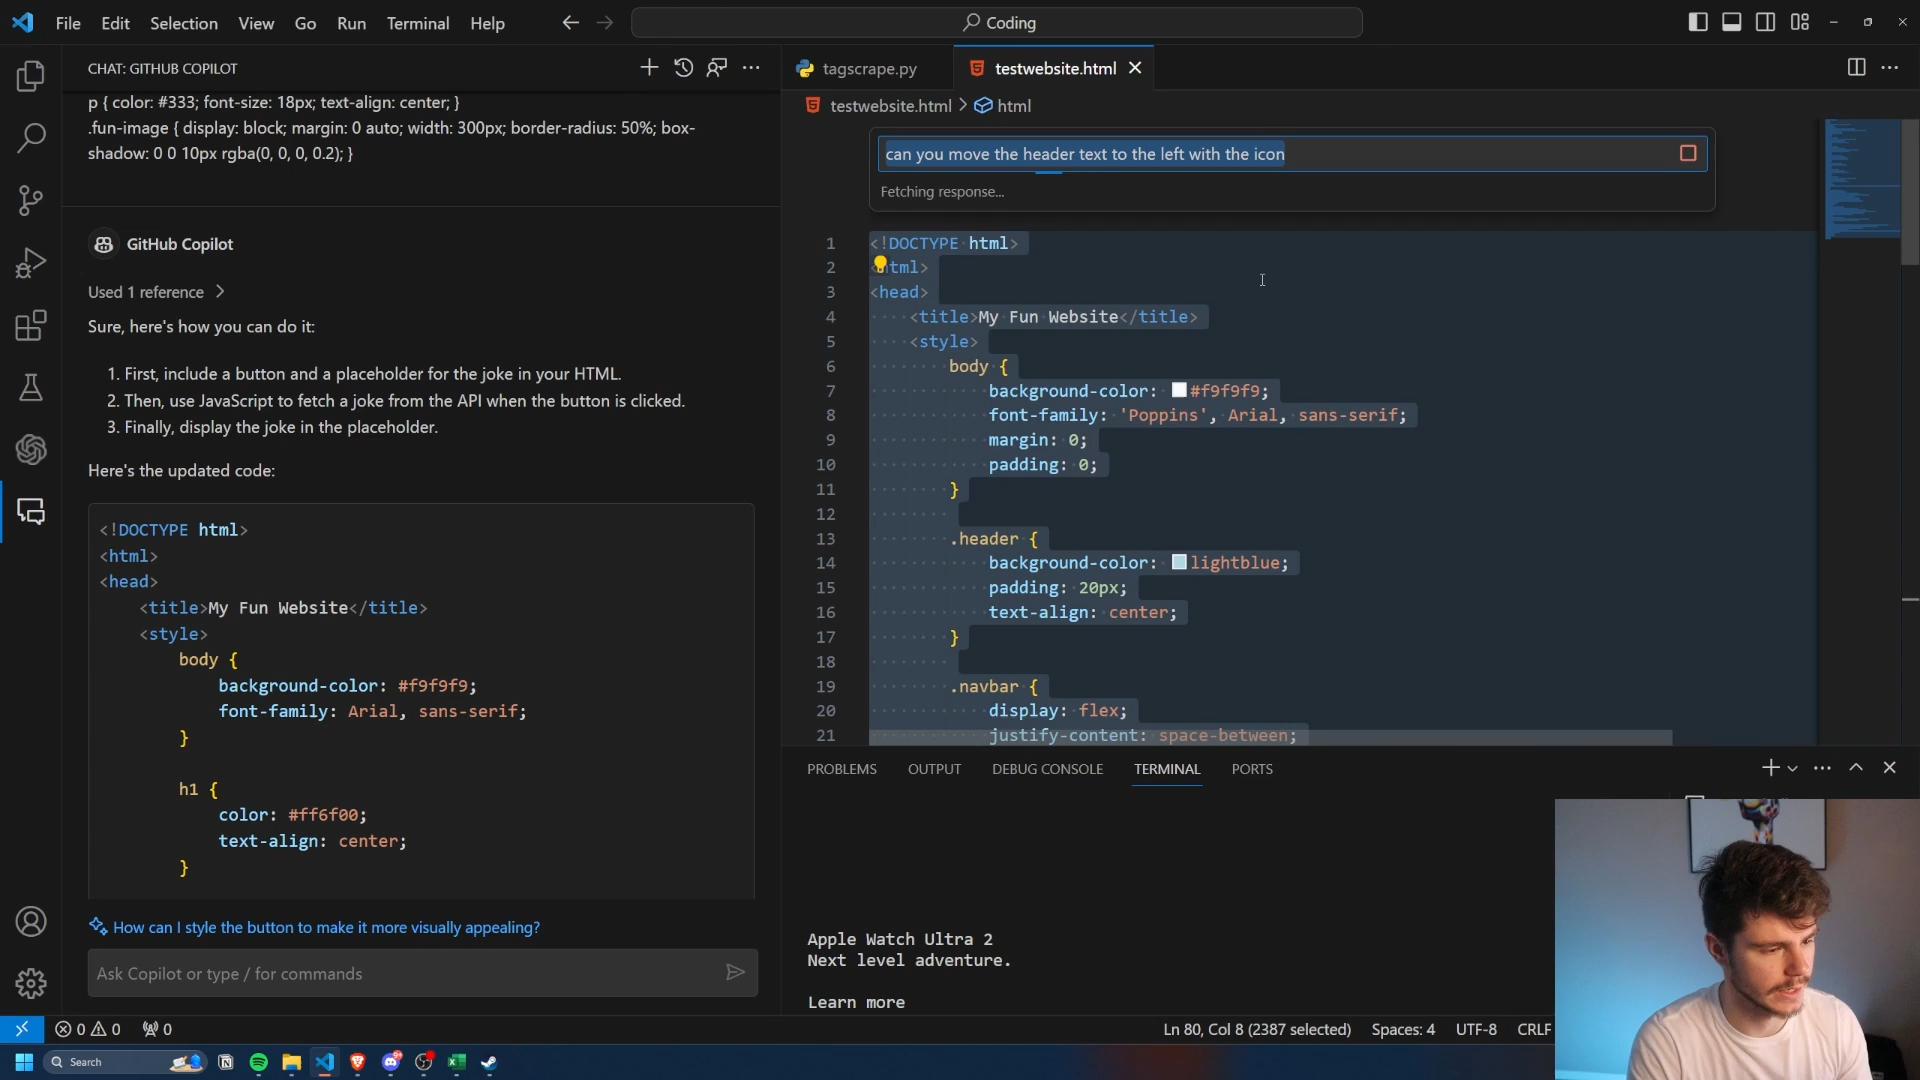 File Edit Selection View Go Run Terminal Help
Coding
CHAT: GITHUB COPILOT
p { color: #333; font-size: 18px; text-align: center; }
.fun-image { display: block; margin: 0 auto; width: 300px; border-radius: 50%; box-
shadow: 0 0 10px rgba(0, 0, 0, 0.2); }
GitHub Copilot
Used 1 reference
Sure, here's how you can do it:
1. First, include a button and a placeholder for the joke in your HTML.
2. Then, use JavaScript to fetch a joke from the API when the button is clicked.
3. Finally, display the joke in the placeholder.
Here's the updated code:
<!DOCTYPE html>
<html>
<head>
<title>My Fun Website</title>
<style>
body {
background-color: #f9f9f9;
font-family: Arial, sans-serif;
}
h1 {
color: #ff6f00;
text-align: center;
}
How can I style the button to make it more visually appealing?
Ask Copilot or type / for commands
tagscrape.py
testwebsite.html
testwebsite.html > html
can you move the header text to the left with the icon
Fetching response...
1 <!DOCTYPE html>
2 <html>
3 <head>
4 <title>My Fun Website</title>
5 <style>
6 body {
7 background-color: #f9f9f9;
8 font-family: 'Poppins', Arial, sans-serif;
9 margin: 0;
10 padding: 0;
11 }
12
13 .header {
14 background-color: lightblue;
15 padding: 20px;
16 text-align: center;
17 }
18
19 .navbar {
20 display: flex;
21 justify-content: space-between;
PROBLEMS OUTPUT DEBUG CONSOLE TERMINAL PORTS
Apple Watch Ultra 2
Next level adventure.
Learn more
0 0 0 Ln 80, Col 8 (2387 selected) Spaces: 4 UTF-8 CRLF
Search